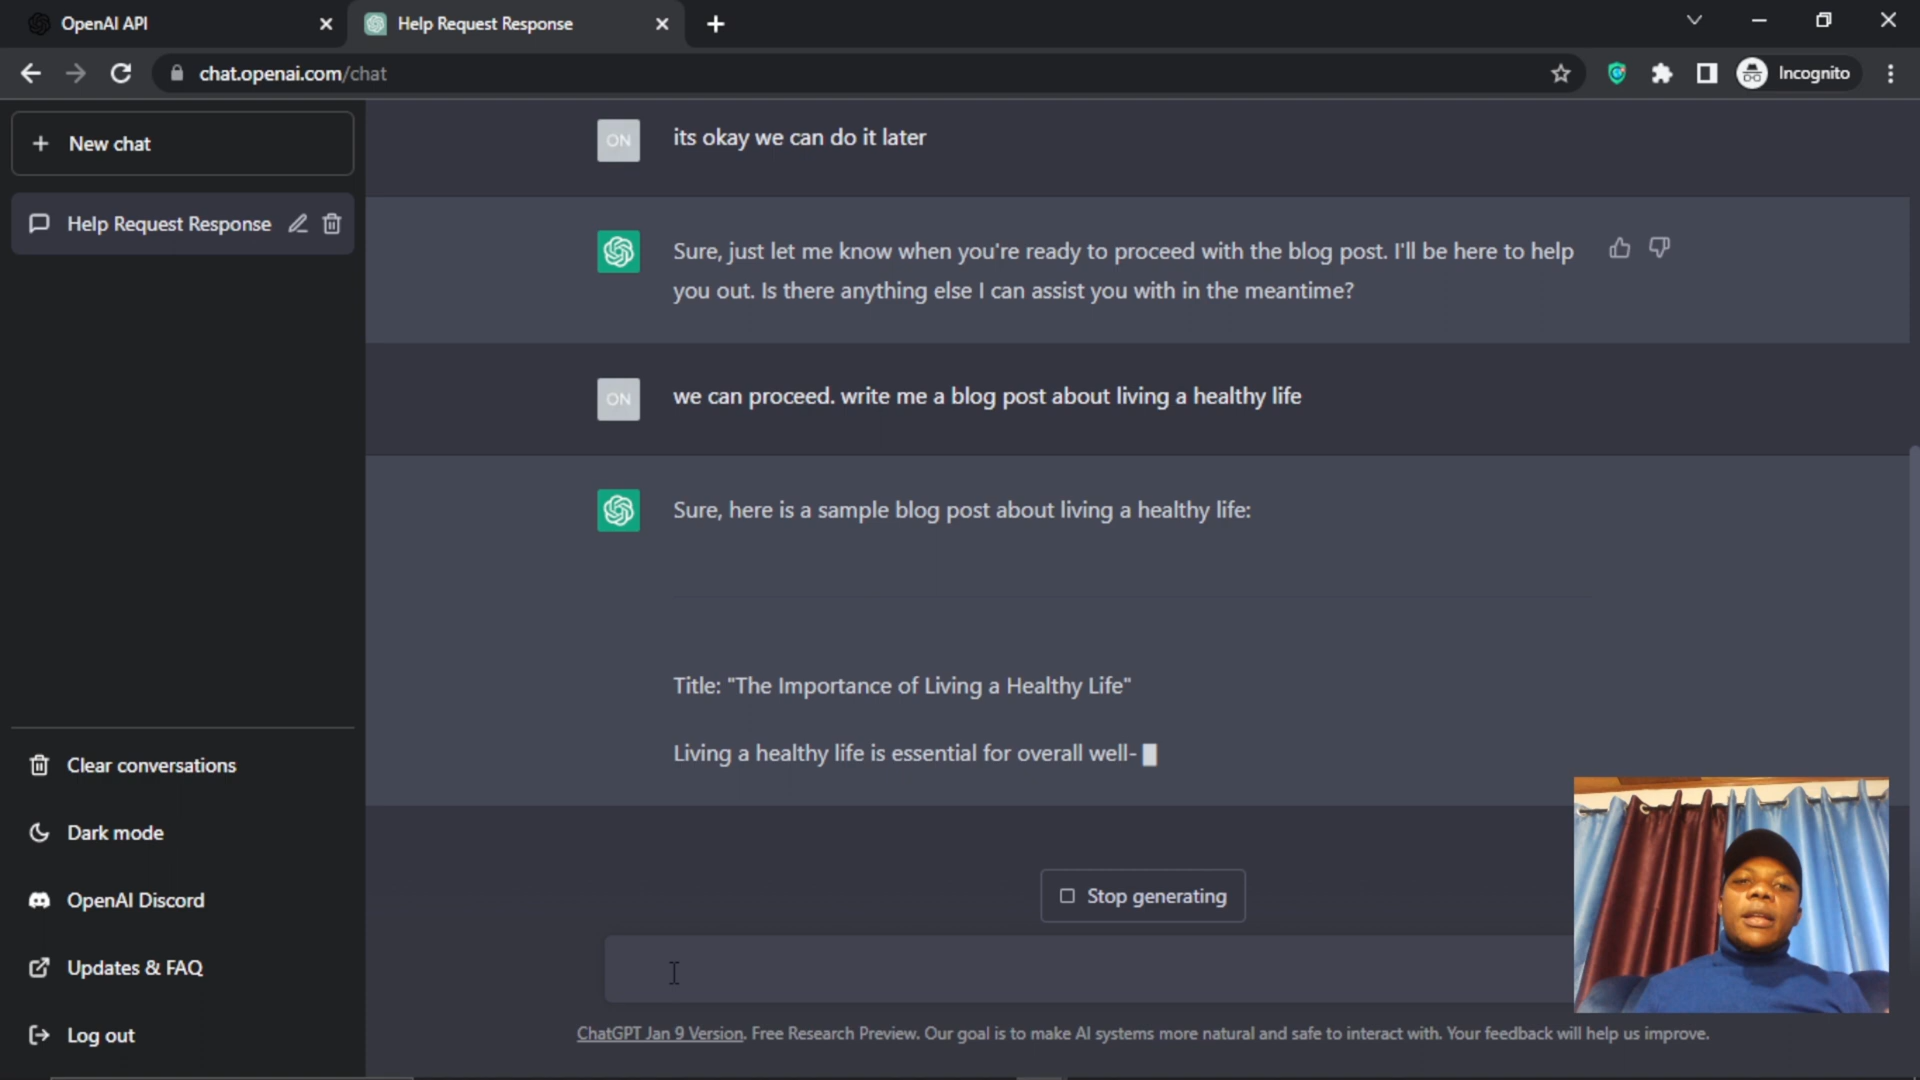 OpenAI API
Help Request Response
chat.openai.com/chat
Incognito
New chat
Help Request Response
Clear conversations
Dark mode
OpenAI Discord
Updates & FAQ
Log out
ON
its okay we can do it later
Sure, just let me know when you're ready to proceed with the blog post. I'll be here to help
you out. Is there anything else I can assist you with in the meantime?
ON
we can proceed. write me a blog post about living a healthy life
Sure, here is a sample blog post about living a healthy life:
Title: "The Importance of Living a Healthy Life"
Living a healthy life is essential for overall well-
Stop generating
ChatGPT Jan 9 Version. Free Research Preview. Our goal is to make AI systems more natural and safe to interact with. Your feedback will help us improve.